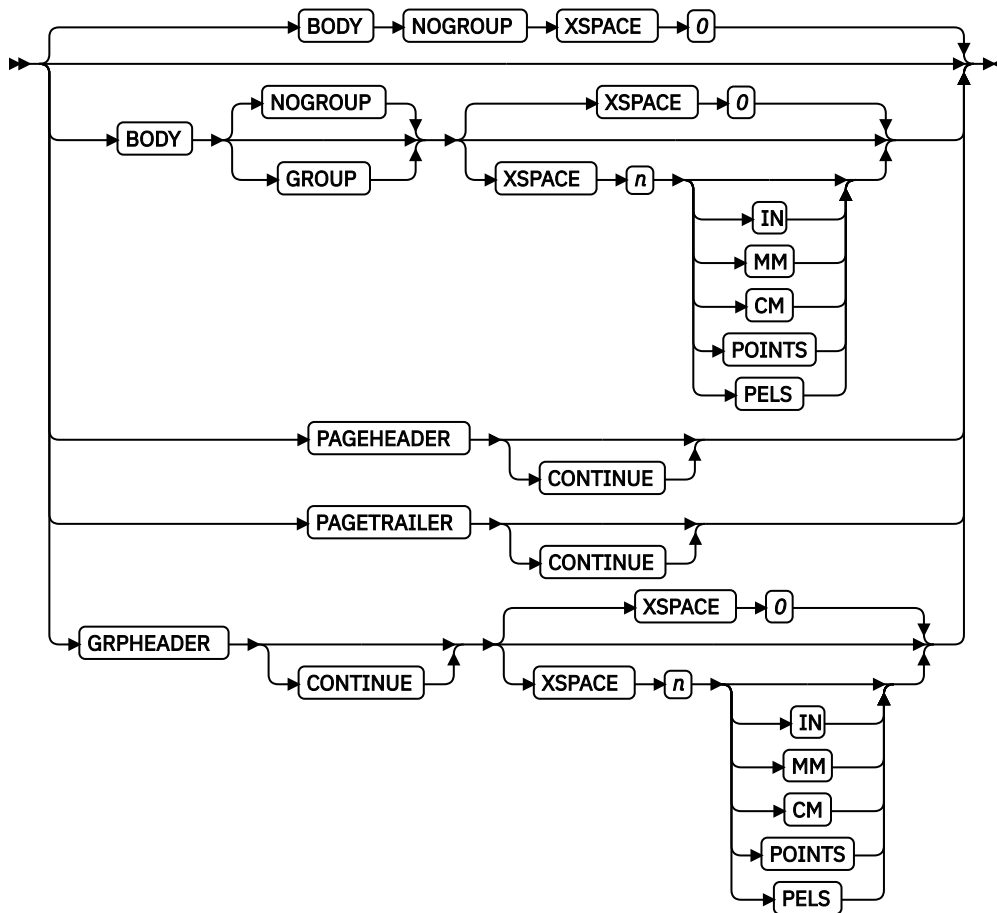 BODY NOGROUP XSPACE 0
NOGROUP XSPACE 0
BODY
GROUP XSPACE n
IN
MM
CM
POINTS
PELS
PAGEHEADER
CONTINUE
PAGETRAILER
CONTINUE
XSPACE 0
GRPHEADER
CONTINUE XSPACE n
IN
MM
CM
POINTS
PELS